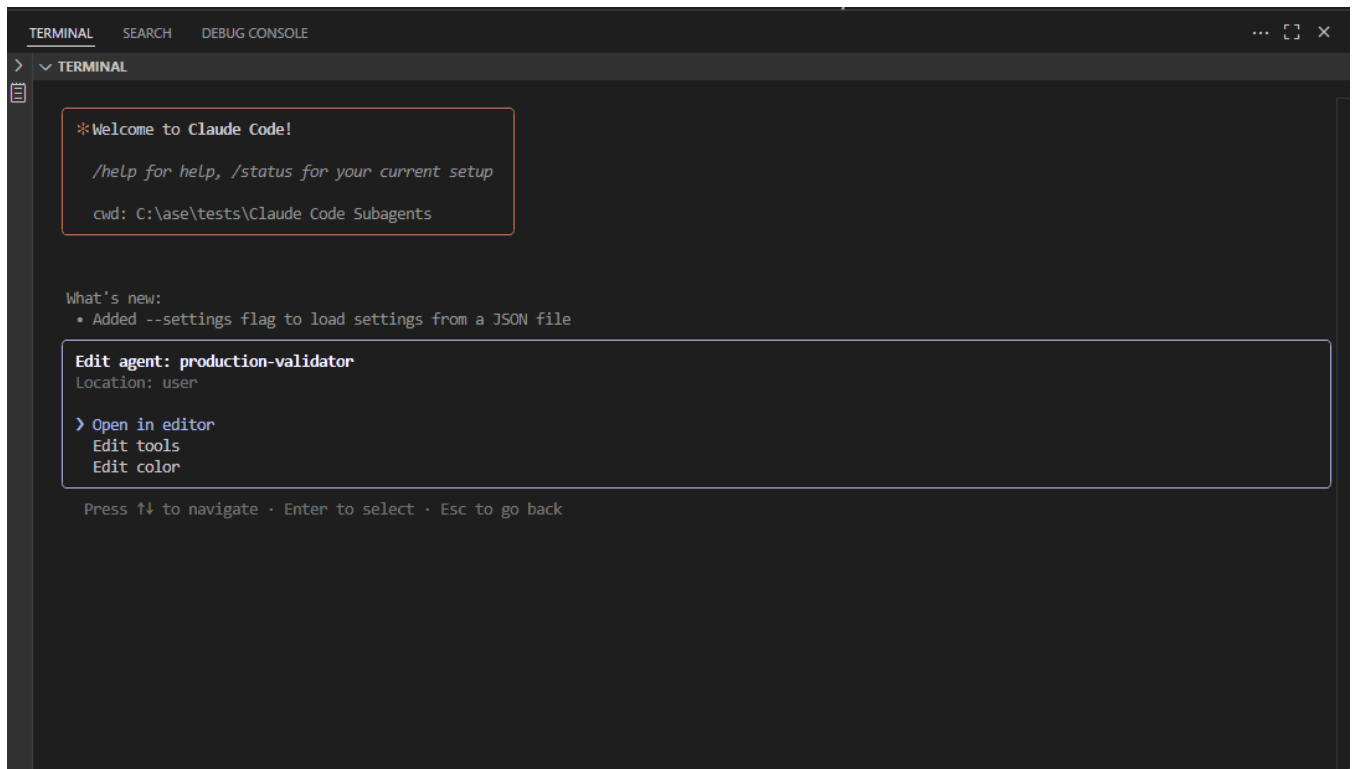 TERMINAL SEARCH DEBUG CONSOLE
TERMINAL
✻ Welcome to Claude Code!
/help for help, /status for your current setup
cwd: C:\ase\tests\Claude Code Subagents
What's new:
• Added --settings flag to load settings from a JSON file
Edit agent: production-validator
Location: user
❯ Open in editor
Edit tools
Edit color
Press ↑↓ to navigate · Enter to select · Esc to go back